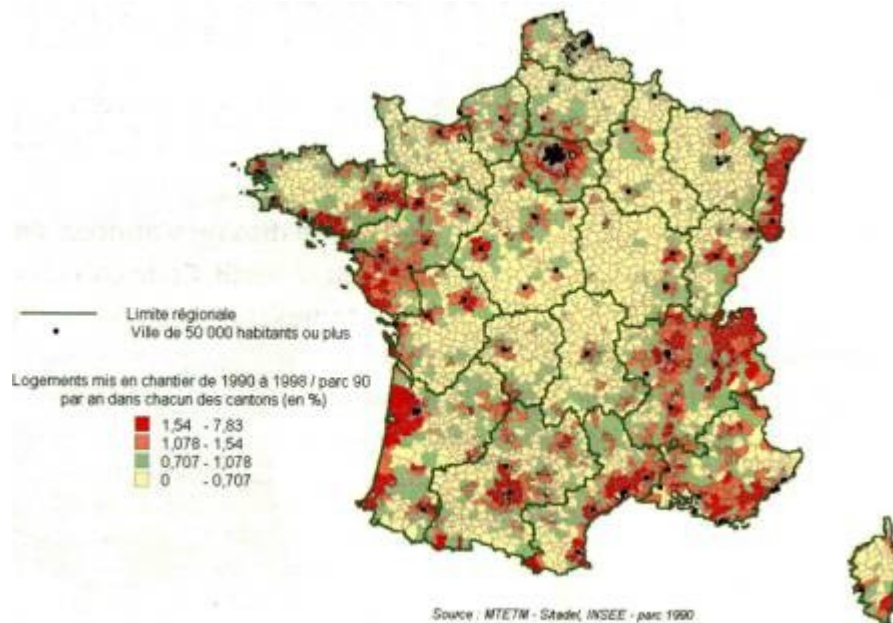 Limite régionale
Ville de 50 000 habitants ou plus
Logements mis en chantier de 1990 à 1998 / parc 90
par an dans chacun des cantons (en %)
1,54 - 7,83
1,078 - 1,54
0,707 - 1,078
0 - 0,707
Source : MTETM - Sitadel, INSEE - parc 1990